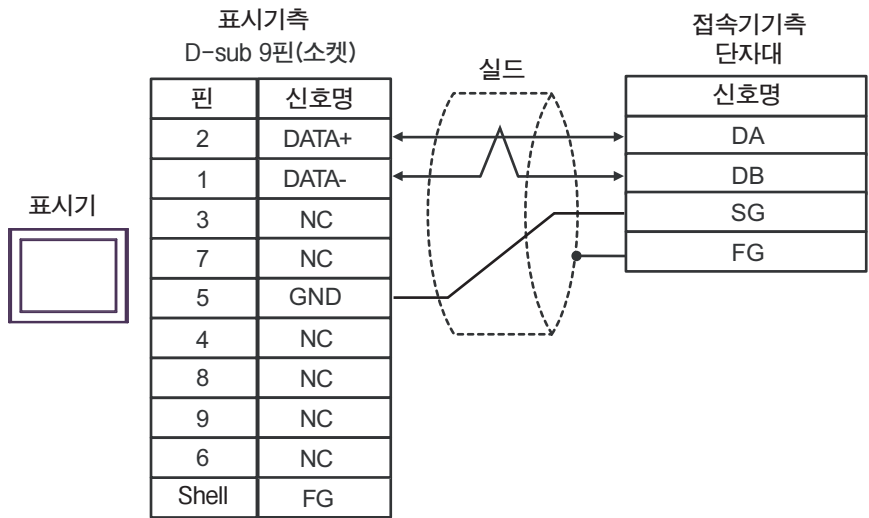 표시기측
D-sub 9핀(소켓)
접속기기측
단자대
실드
표시기
핀 신호명
2 DATA+
1 DATA-
3 NC
7 NC
5 GND
4 NC
8 NC
9 NC
6 NC
Shell FG
신호명
DA
DB
SG
FG